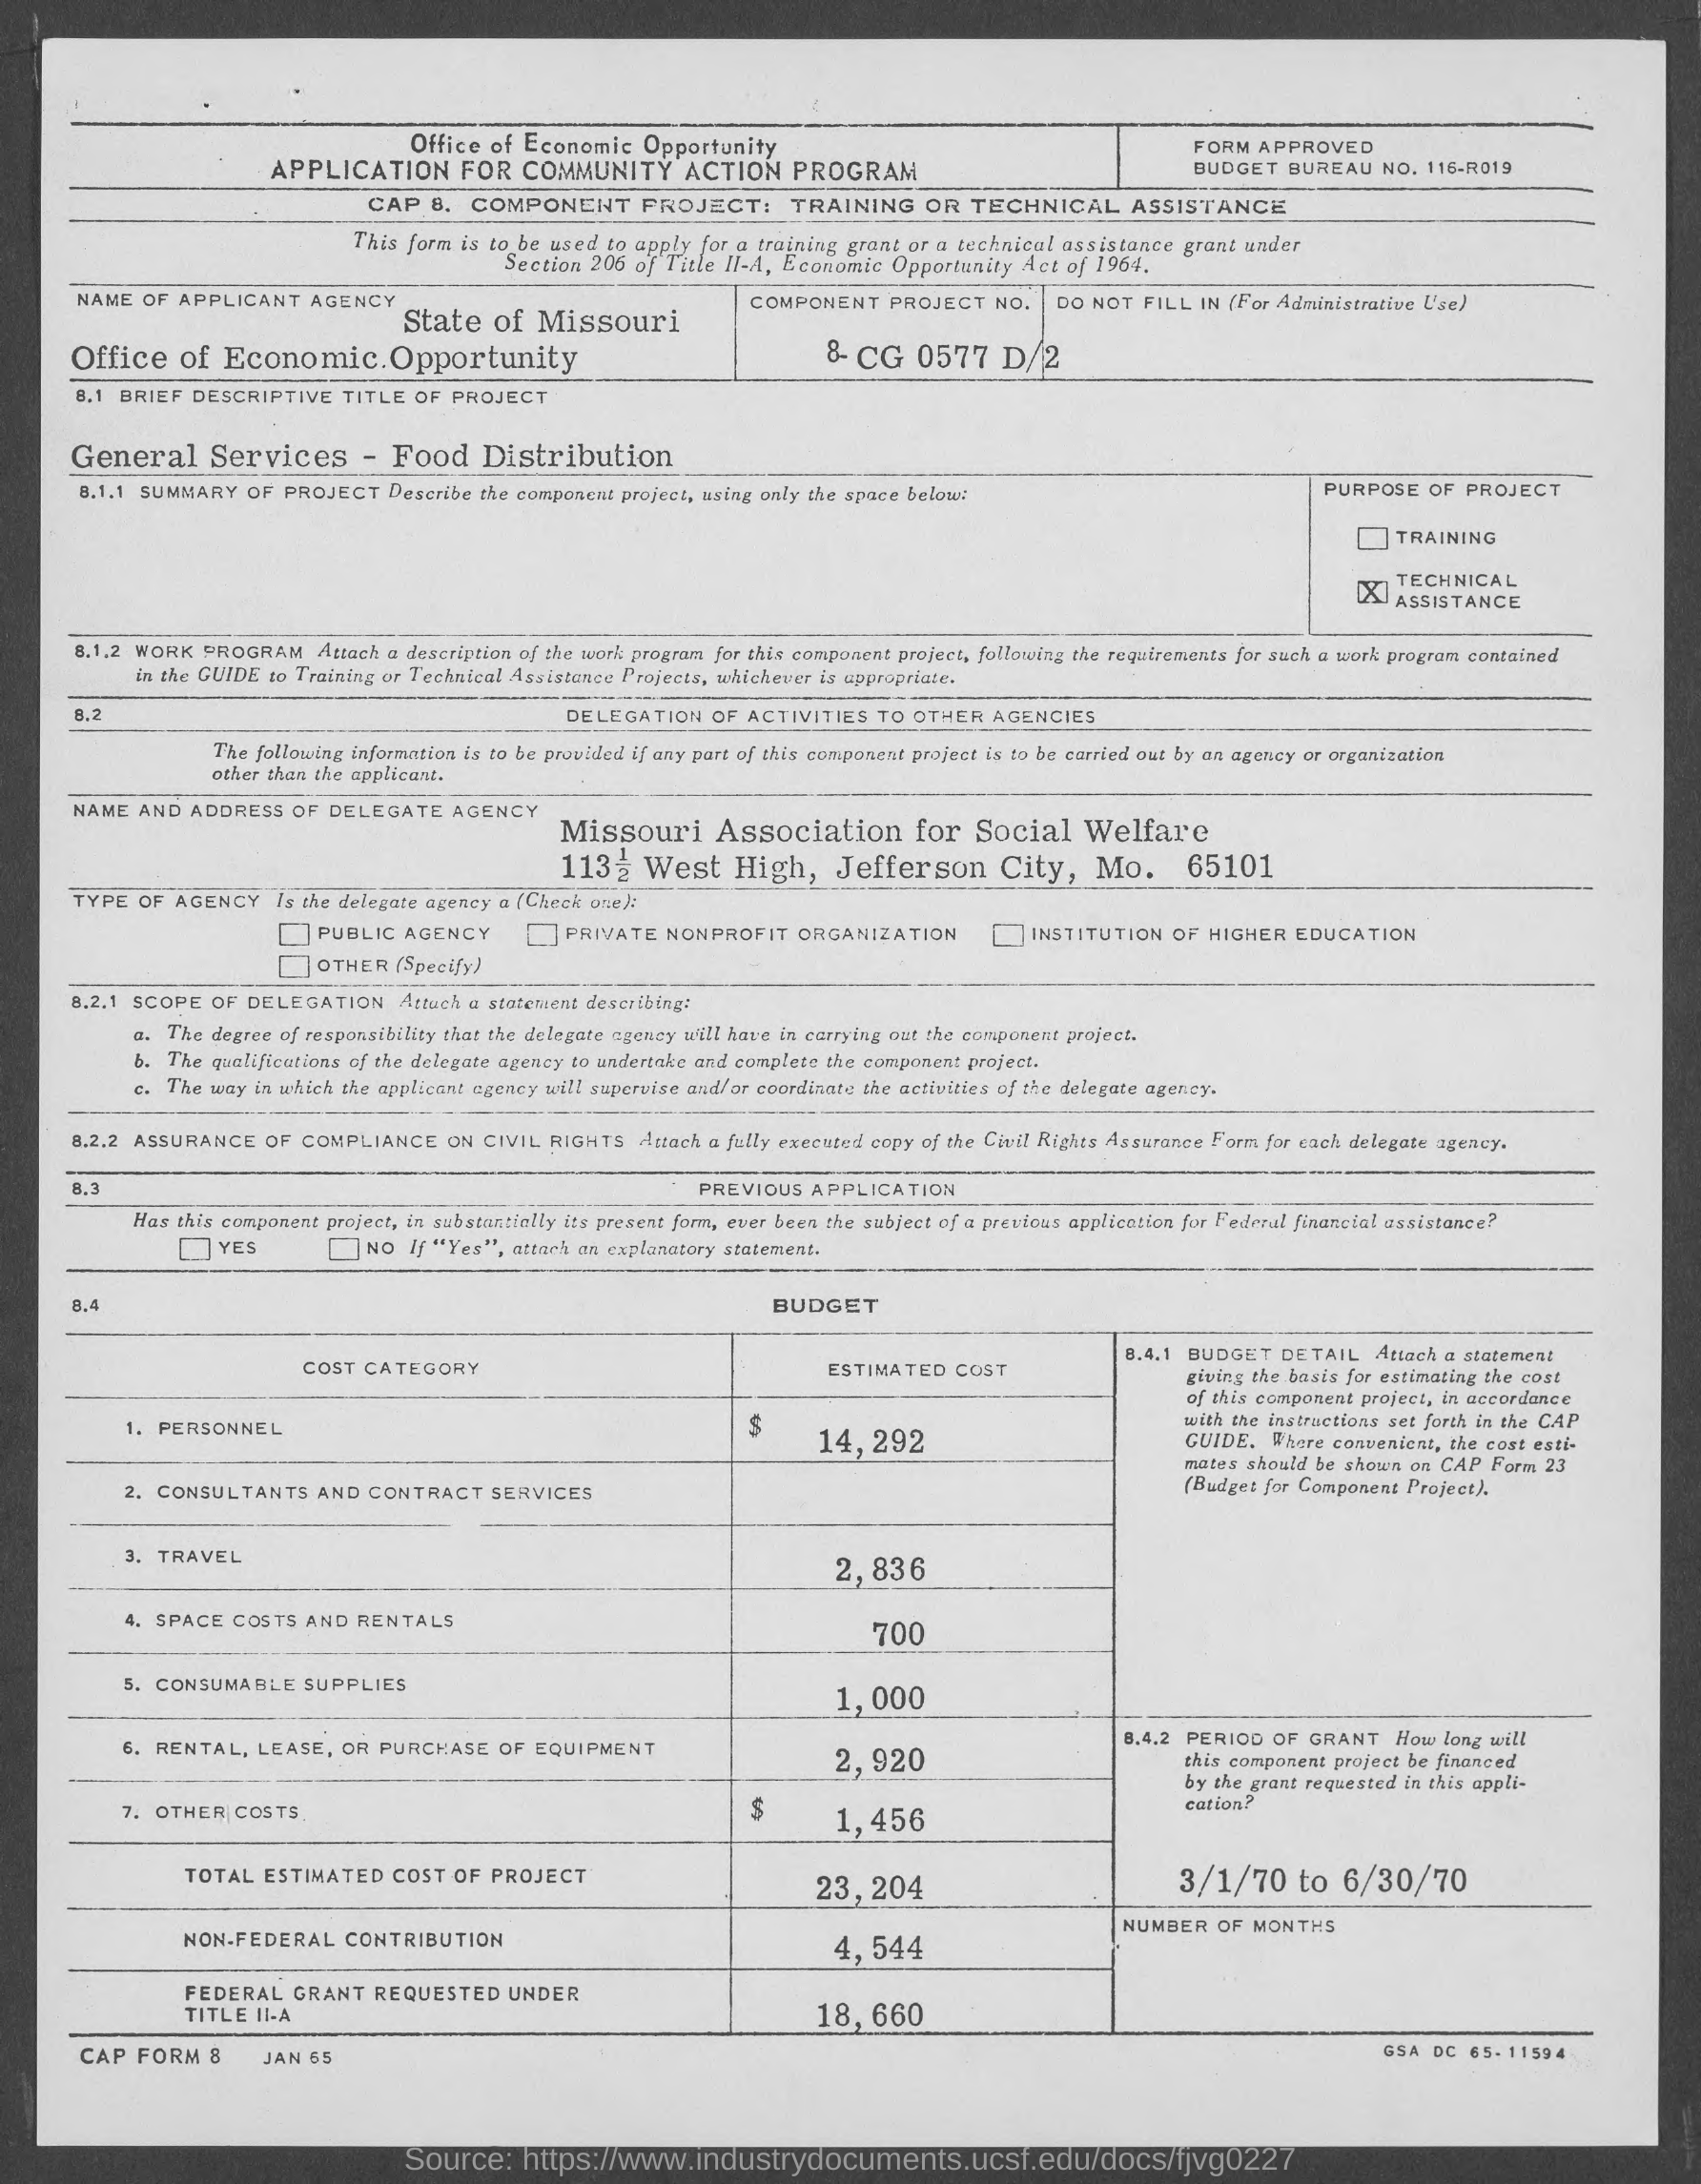 Office of Economic Opportunity
APPLICATION FOR COMMUNITY ACTION PROGRAM
FORM APPROVED
BUDGET BUREAU NO. 116-R019
CAP 8. COMPONENT PROJECT: TRAINING OR TECHNICAL ASSISTANCE
This form is to be used to apply for a training grant or a technical assistance grant under
Section 206 of Title II-A, Economic Opportunity Act of 1964.
NAME OF APPLICANT AGENCY
State of Missouri
Office of Economic.Opportunity
COMPONENT PROJECT NO.
8- CG 0577 D/2
DO NOT FILL IN (For Administrative Use)
8.1 BRIEF DESCRIPTIVE TITLE OF PROJECT
General Services - Food Distribution
8.1.1 SUMMARY OF PROJECT Describe the component project, using only the space below:
PURPOSE OF PROJECT
TRAINING
X TECHNICAL
ASSISTANCE
8.1.2 WORK PROGRAM Attach a description of the work program for this component project, following the requirements for such a work program contained
in the GUIDE to Training or Technical Assistance Projects, whichever is appropriate.
8.2 DELEGATION OF ACTIVITIES TO OTHER AGENCIES
The following information is to be provided if any part of this component project is to be carried out by an agency or organization
other than the applicant.
NAME AND ADDRESS OF DELEGATE AGENCY
Missouri Association for Social Welfare
113½ West High, Jefferson City, Mo. 65101
TYPE OF AGENCY Is the delegate agency a (Check one):
PUBLIC AGENCY PRIVATE NONPROFIT ORGANIZATION INSTITUTION OF HIGHER EDUCATION
OTHER (Specify)
8.2.1 SCOPE OF DELEGATION Attach a statement describing:
a. The degree of responsibility that the delegate agency will have in carrying out the component project.
b. The qualifications of the delegate agency to undertake and complete the component project.
c. The way in which the applicant agency will supervise and/or coordinate the activities of the delegate agency.
8.2.2 ASSURANCE OF COMPLIANCE ON CIVIL RIGHTS Attach a fully executed copy of the Civil Rights Assurance Form for each delegate agency.
8.3 PREVIOUS APPLICATION
Has this component project, in substantially its present form, ever been the subject of a previous application for Federal financial assistance?
YES NO If "Yes", attach an explanatory statement.
8.4 BUDGET
COST CATEGORY ESTIMATED COST
1. PERSONNEL $ 14,292
2. CONSULTANTS AND CONTRACT SERVICES
3. TRAVEL 2,836
4. SPACE COSTS AND RENTALS 700
5. CONSUMABLE SUPPLIES 1,000
6. RENTAL, LEASE, OR PURCHASE OF EQUIPMENT 2,920
7. OTHER COSTS $ 1,456
TOTAL ESTIMATED COST OF PROJECT 23,204
NON-FEDERAL CONTRIBUTION 4,544
FEDERAL GRANT REQUESTED UNDER
TITLE II-A 18,660
8.4.1 BUDGET DETAIL Attach a statement
giving the basis for estimating the cost
of this component project, in accordance
with the instructions set forth in the CAP
GUIDE. Where convenient, the cost esti-
mates should be shown on CAP Form 23
(Budget for Component Project).
8.4.2 PERIOD OF GRANT How long will
this component project be financed
by the grant requested in this appli-
cation?
3/1/70 to 6/30/70
NUMBER OF MONTHS
CAP FORM 8 JAN 65
GSA DC 65-11594
Source: https://www.industrydocuments.ucsf.edu/docs/fjvg0227